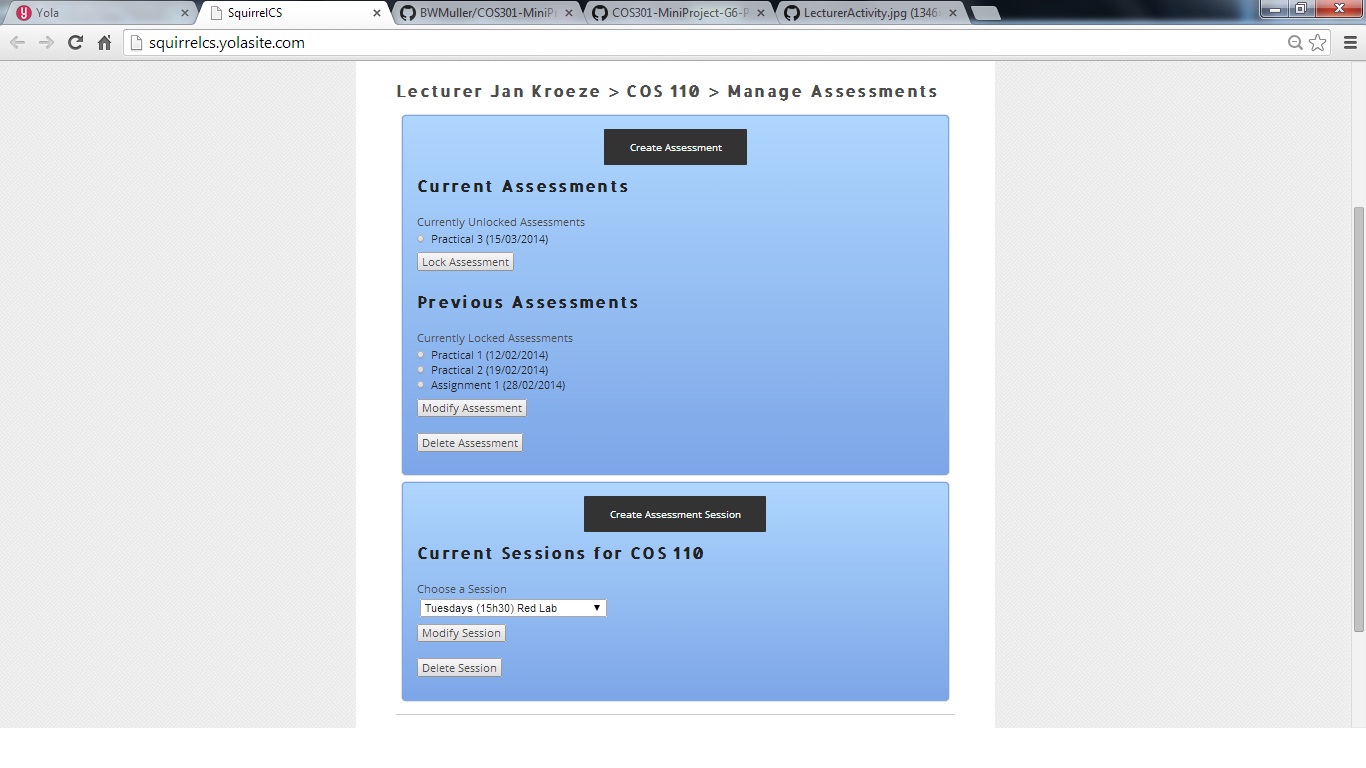 Yola
SquirrelCS
BWMuller/COS301-MiniP
COS301-MiniProject-G6-P
LecturerActivity.jpg (1346
squirrelcs.yolasite.com
Lecturer Jan Kroeze > COS 110 > Manage Assessments
Create Assessment
Current Assessments
Currently Unlocked Assessments
Practical 3 (15/03/2014)
Lock Assessment
Previous Assessments
Currently Locked Assessments
Practical 1 (12/02/2014)
Practical 2 (19/02/2014)
Assignment 1 (28/02/2014)
Modify Assessment
Delete Assessment
Create Assessment Session
Current Sessions for COS 110
Choose a Session
Tuesdays (15h30) Red Lab
Modify Session
Delete Session